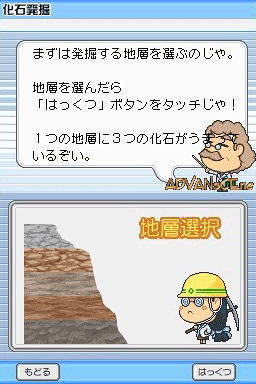 化石発掘
まずは発掘する地層を選ぶのじゃ。
地層を選んだら
「はっくつ」ボタンをタッチじゃ！
１つの地層に３つの化石がうまって
いるぞい。
地層選択
もどる
はっくつ